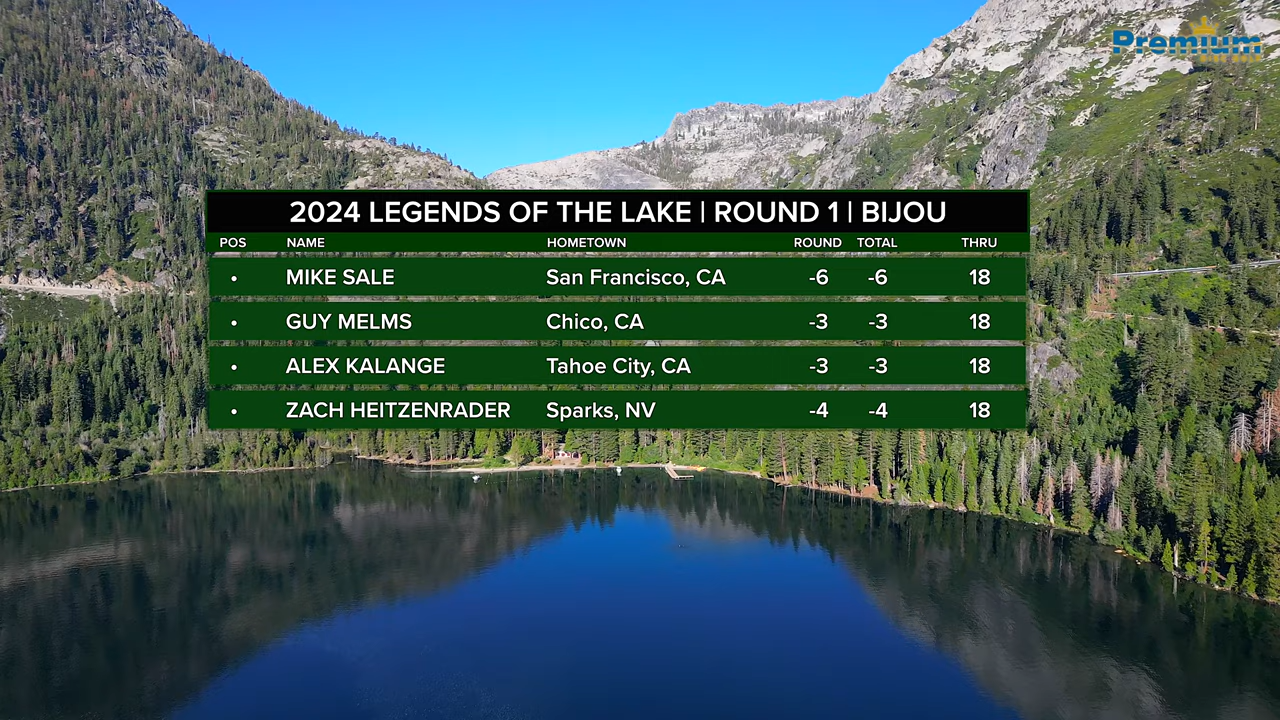 Premium
DISC GOLF
2024 LEGENDS OF THE LAKE | ROUND 1 | BIJOU
POS NAME HOMETOWN ROUND TOTAL THRU
• MIKE SALE San Francisco, CA -6 -6 18
• GUY MELMS Chico, CA -3 -3 18
• ALEX KALANGE Tahoe City, CA -3 -3 18
• ZACH HEITZENRADER Sparks, NV -4 -4 18